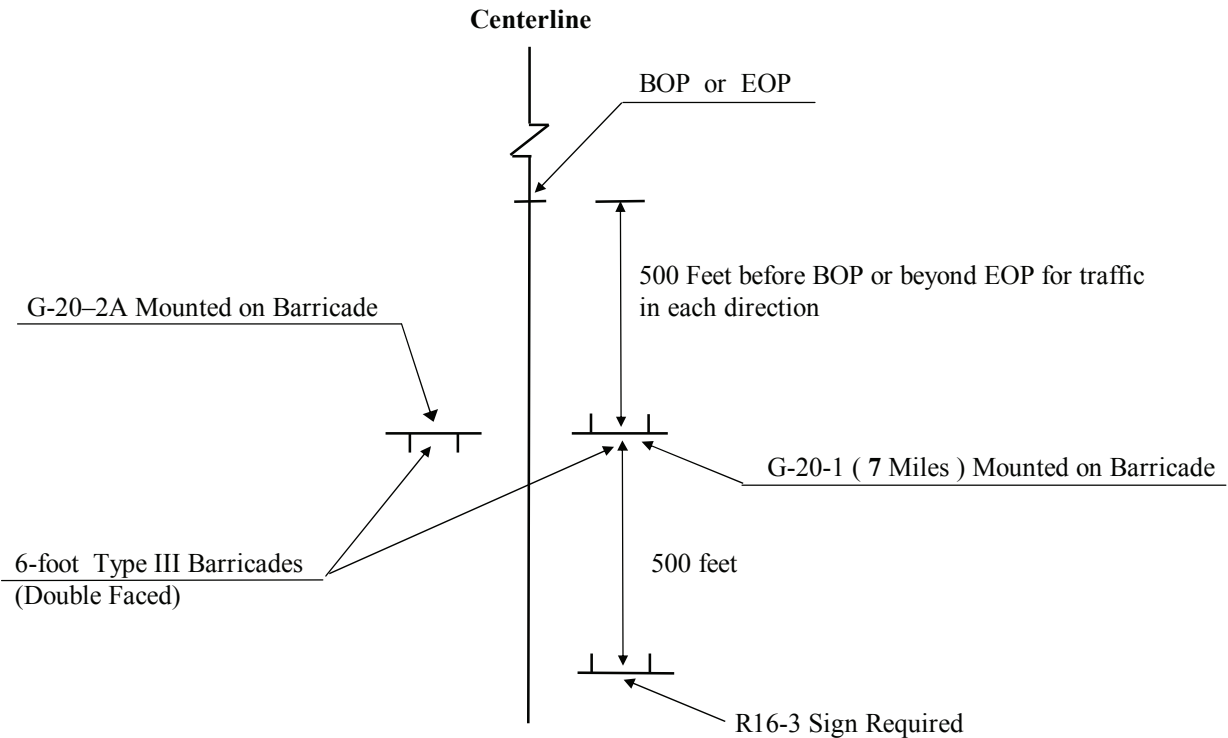 Centerline
BOP or EOP
500 Feet before BOP or beyond EOP for traffic
in each direction
G-20–2A Mounted on Barricade
G-20-1 ( 7 Miles ) Mounted on Barricade
6-foot Type III Barricades
(Double Faced)
500 feet
R16-3 Sign Required